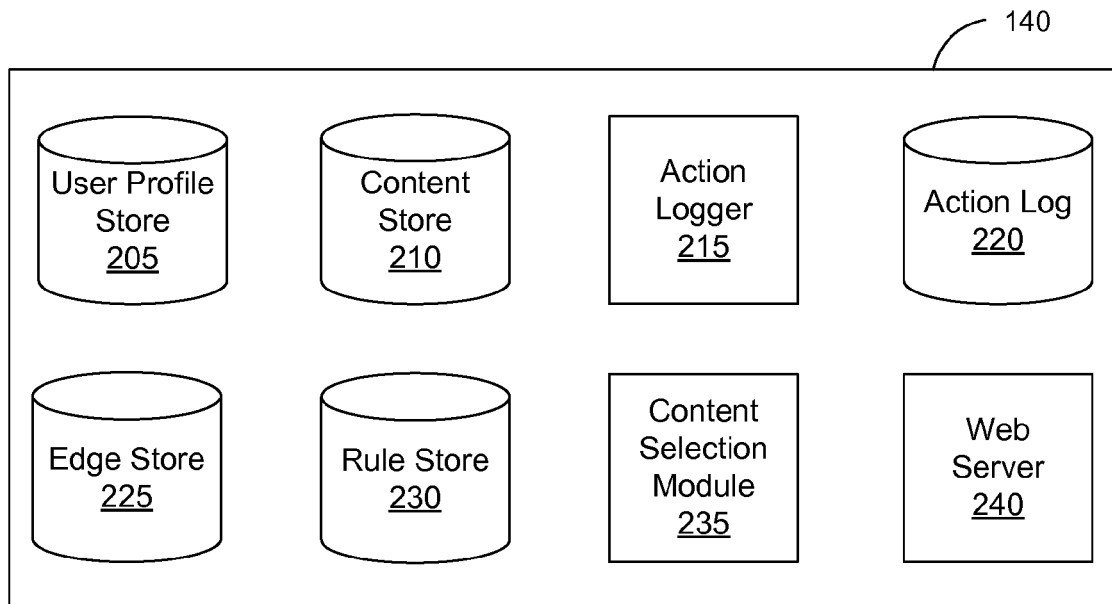 140
User Profile
Store
205
Content
Store
210
Action
Logger
215
Action Log
220
Edge Store
225
Rule Store
230
Content
Selection
Module
235
Web
Server
240